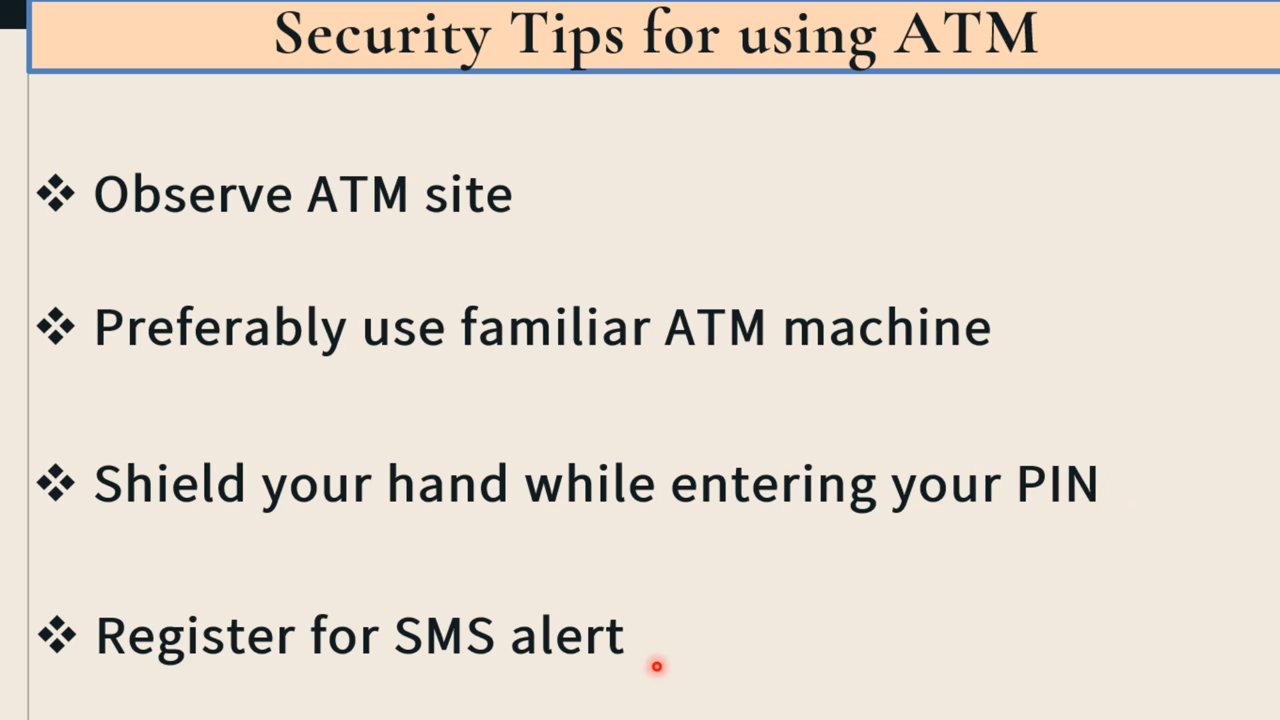 Security Tips for using ATM
❖ Observe ATM site
❖ Preferably use familiar ATM machine
❖ Shield your hand while entering your PIN
❖ Register for SMS alert